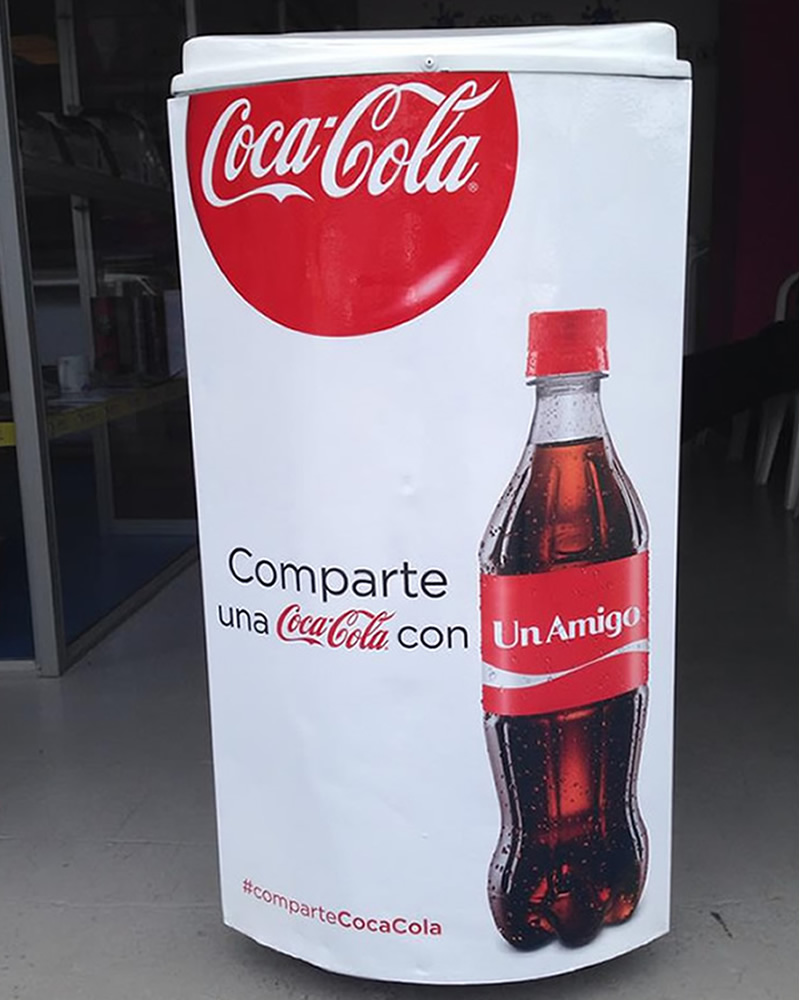 Coca-Cola®
Comparte
una Coca-Cola con
Un Amigo
#comparteCocaCola